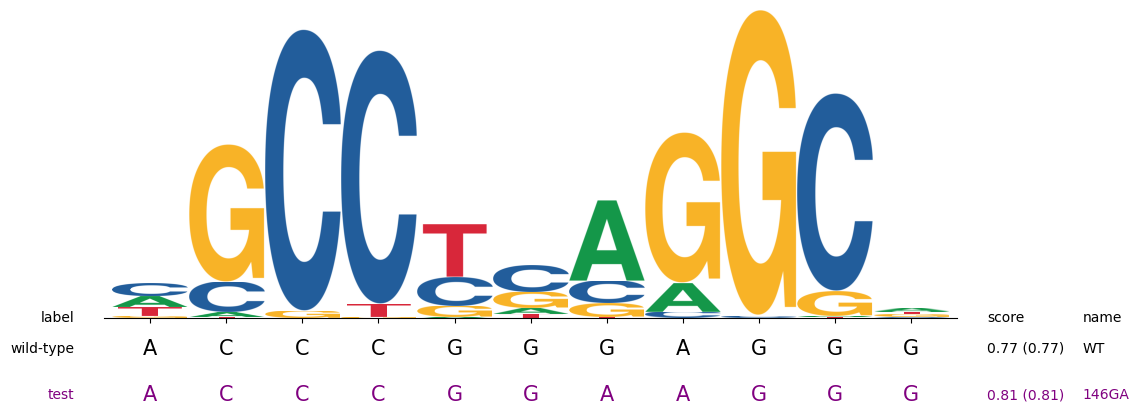 C G C C T C A G G C A
A C G T C G C A C G T
T A G G A G C G
G T
label score name
wild-type A C C C G G G A G G G 0.77 (0.77) WT
test A C C C G G A A G G G 0.81 (0.81) 146GA